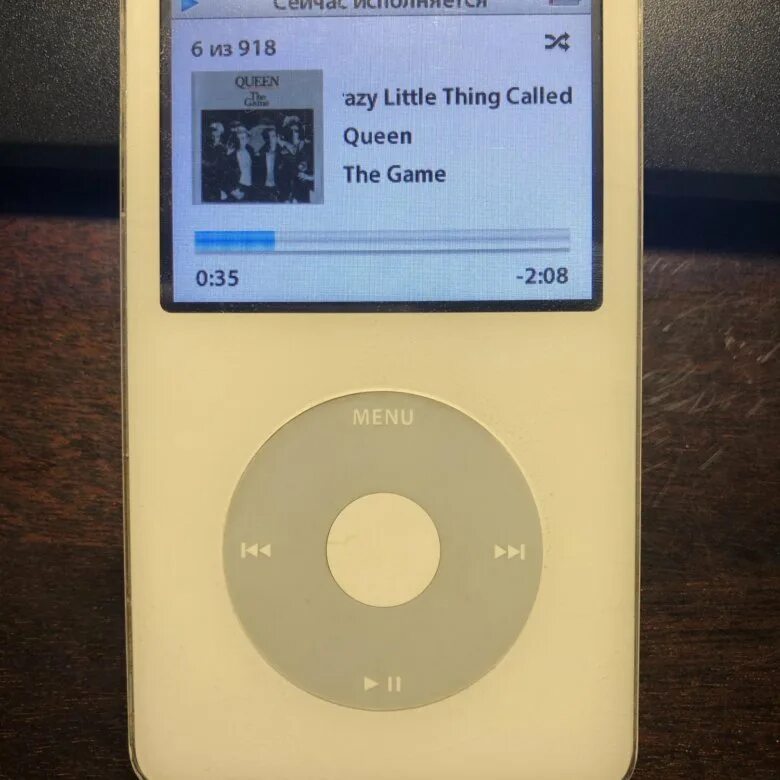 Сейчас исполняется
6 из 918
QUEEN
The
Game
azy Little Thing Called
Queen
The Game
0:35
-2:08
MENU